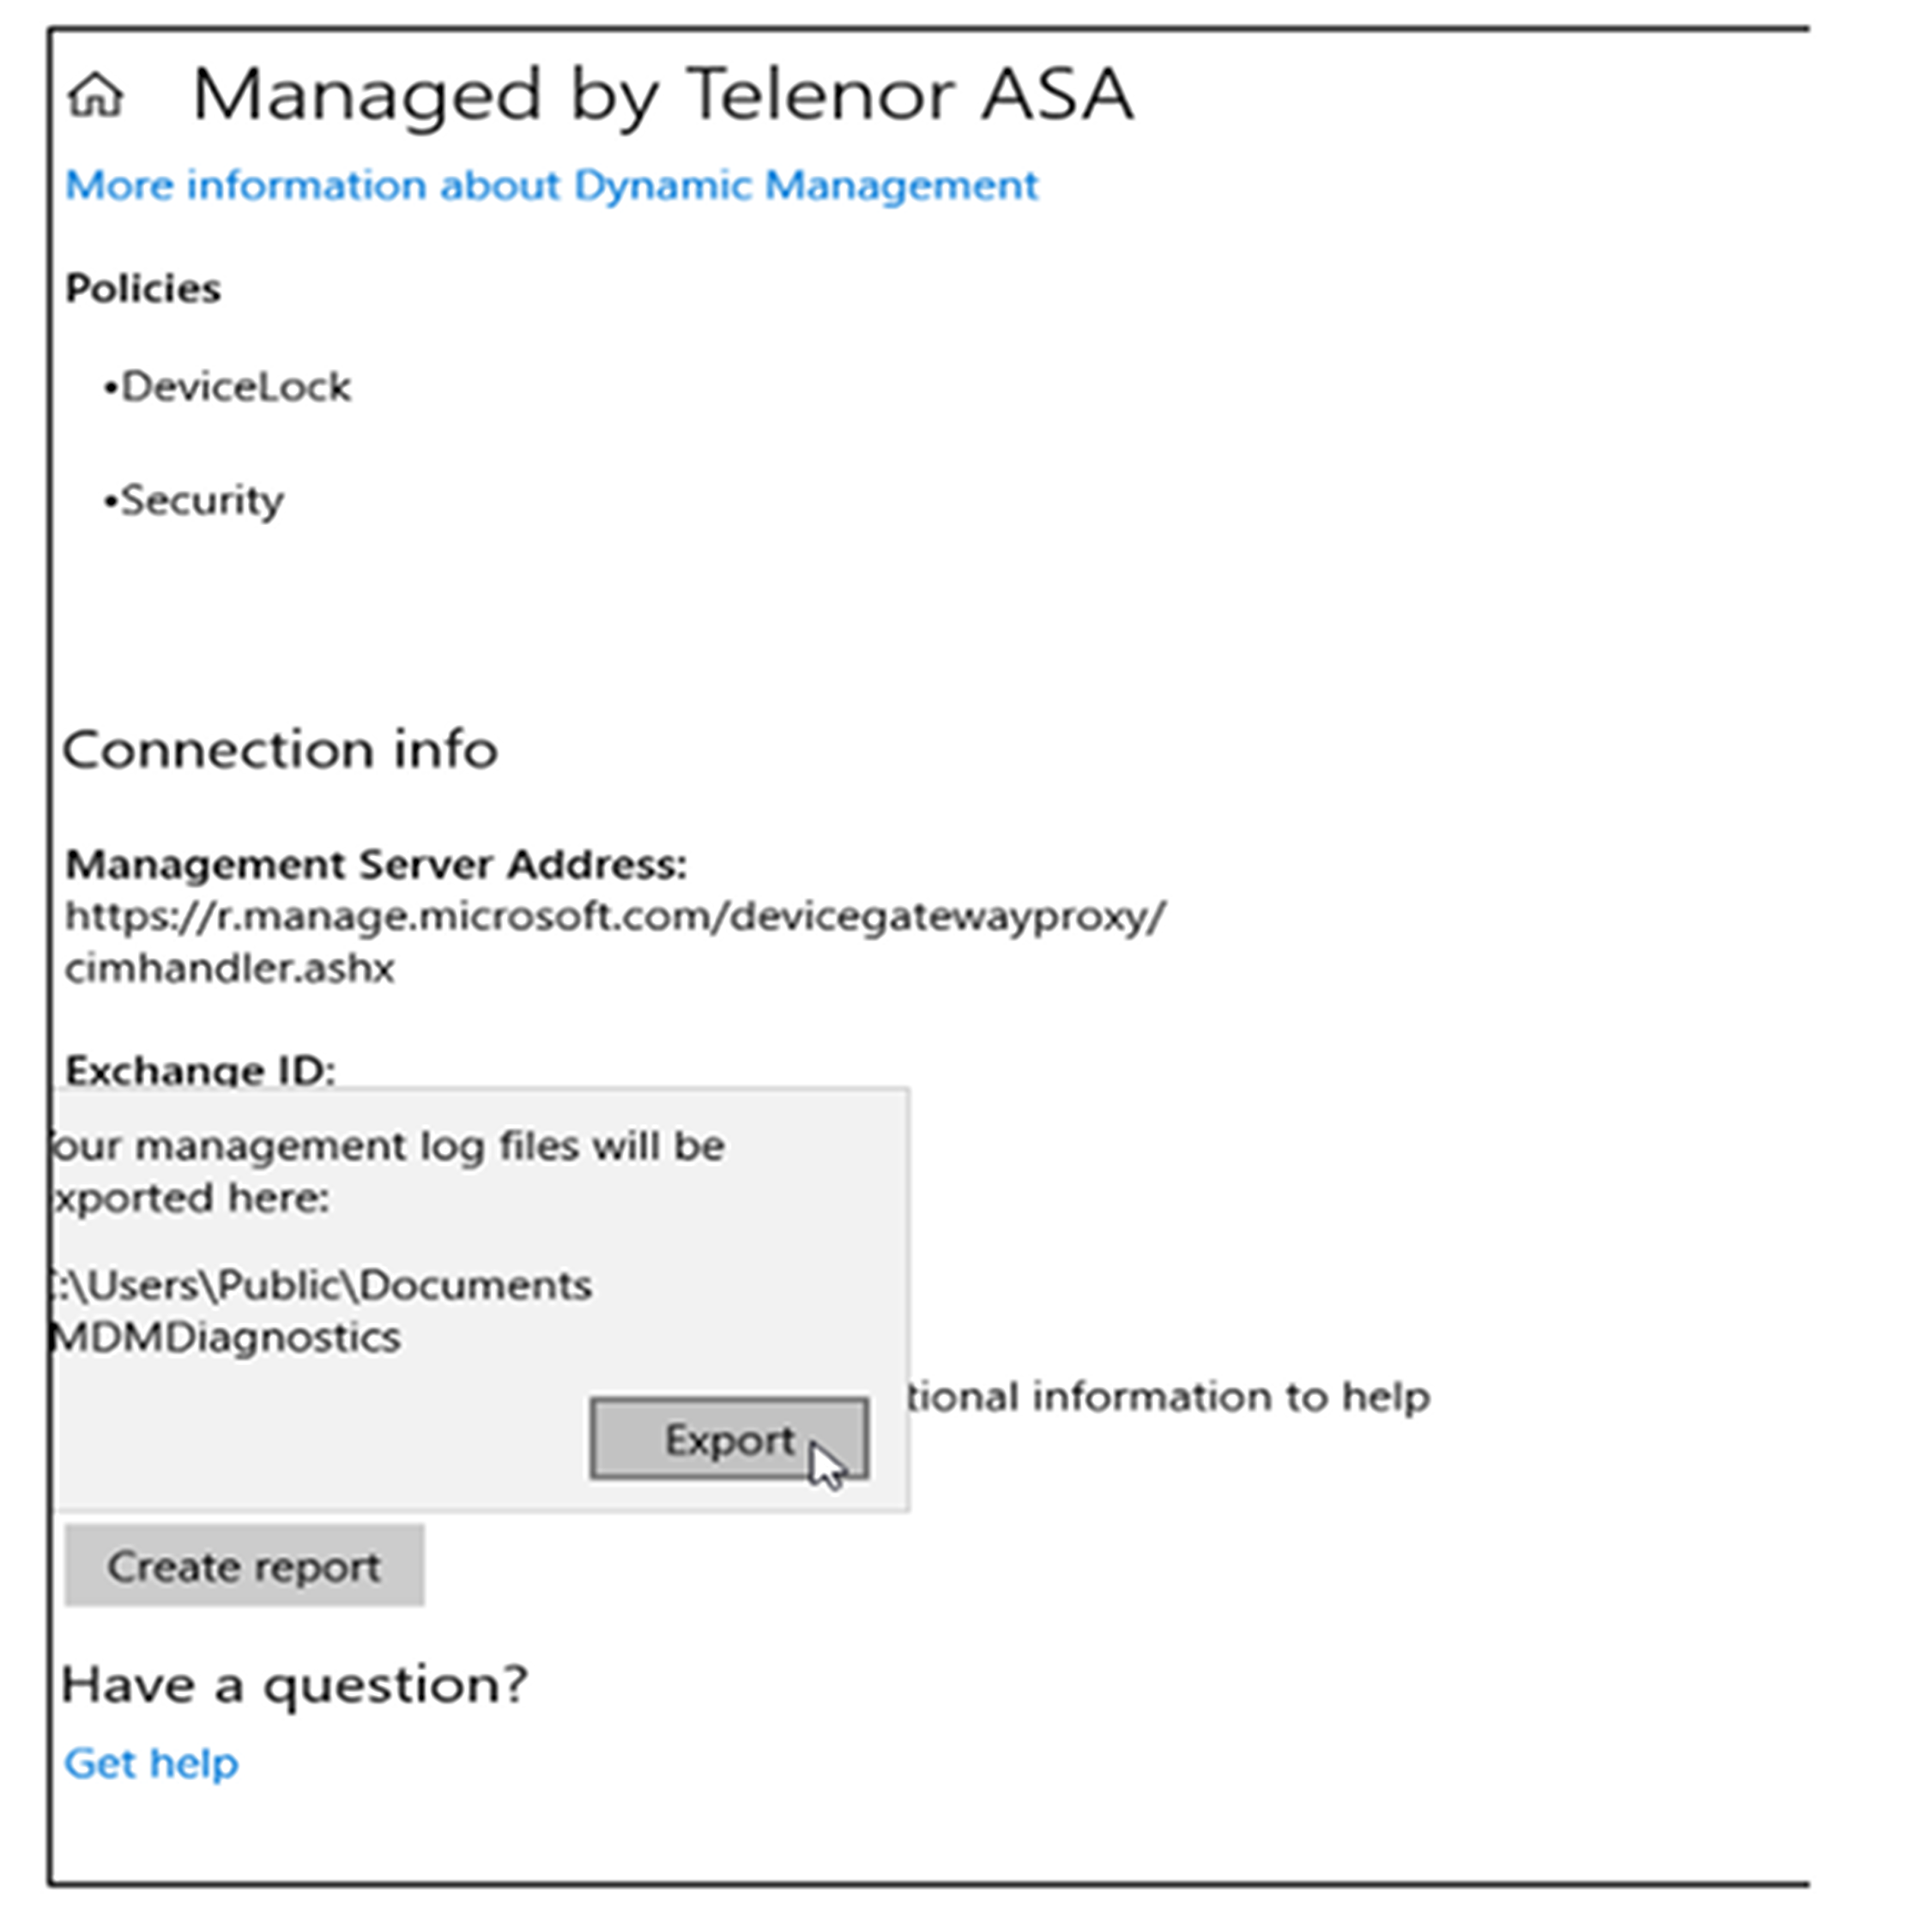 Managed by Telenor ASA
More information about Dynamic Management
Policies
•DeviceLock
•Security
Connection info
Management Server Address:
https://r.manage.microsoft.com/devicegatewayproxy/
cimhandler.ashx
Exchange ID:
our management log files will be
xported here:
:\Users\Public\Documents
MDMDiagnostics
tional information to help
Export
Create report
Have a question?
Get help